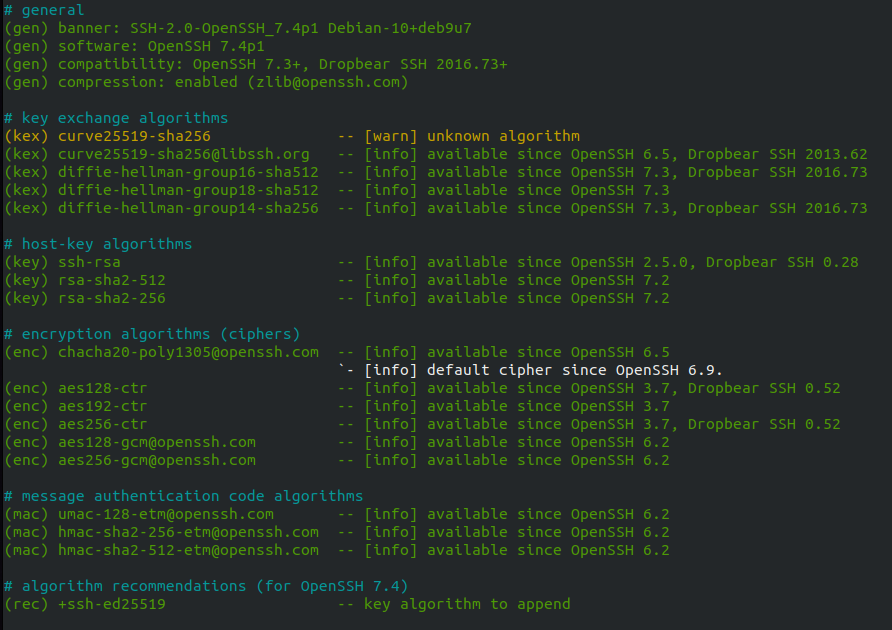 # general
(gen) banner: SSH-2.0-OpenSSH_7.4p1 Debian-10+deb9u7
(gen) software: OpenSSH 7.4p1
(gen) compatibility: OpenSSH 7.3+, Dropbear SSH 2016.73+
(gen) compression: enabled (zlib@openssh.com)
# key exchange algorithms
(kex) curve25519-sha256 -- [warn] unknown algorithm
(kex) curve25519-sha256@libssh.org -- [info] available since OpenSSH 6.5, Dropbear SSH 2013.62
(kex) diffie-hellman-group16-sha512 -- [info] available since OpenSSH 7.3, Dropbear SSH 2016.73
(kex) diffie-hellman-group18-sha512 -- [info] available since OpenSSH 7.3
(kex) diffie-hellman-group14-sha256 -- [info] available since OpenSSH 7.3, Dropbear SSH 2016.73
# host-key algorithms
(key) ssh-rsa -- [info] available since OpenSSH 2.5.0, Dropbear SSH 0.28
(key) rsa-sha2-512 -- [info] available since OpenSSH 7.2
(key) rsa-sha2-256 -- [info] available since OpenSSH 7.2
# encryption algorithms (ciphers)
(enc) chacha20-poly1305@openssh.com -- [info] available since OpenSSH 6.5
`- [info] default cipher since OpenSSH 6.9.
(enc) aes128-ctr -- [info] available since OpenSSH 3.7, Dropbear SSH 0.52
(enc) aes192-ctr -- [info] available since OpenSSH 3.7
(enc) aes256-ctr -- [info] available since OpenSSH 3.7, Dropbear SSH 0.52
(enc) aes128-gcm@openssh.com -- [info] available since OpenSSH 6.2
(enc) aes256-gcm@openssh.com -- [info] available since OpenSSH 6.2
# message authentication code algorithms
(mac) umac-128-etm@openssh.com -- [info] available since OpenSSH 6.2
(mac) hmac-sha2-256-etm@openssh.com -- [info] available since OpenSSH 6.2
(mac) hmac-sha2-512-etm@openssh.com -- [info] available since OpenSSH 6.2
# algorithm recommendations (for OpenSSH 7.4)
(rec) +ssh-ed25519 -- key algorithm to append